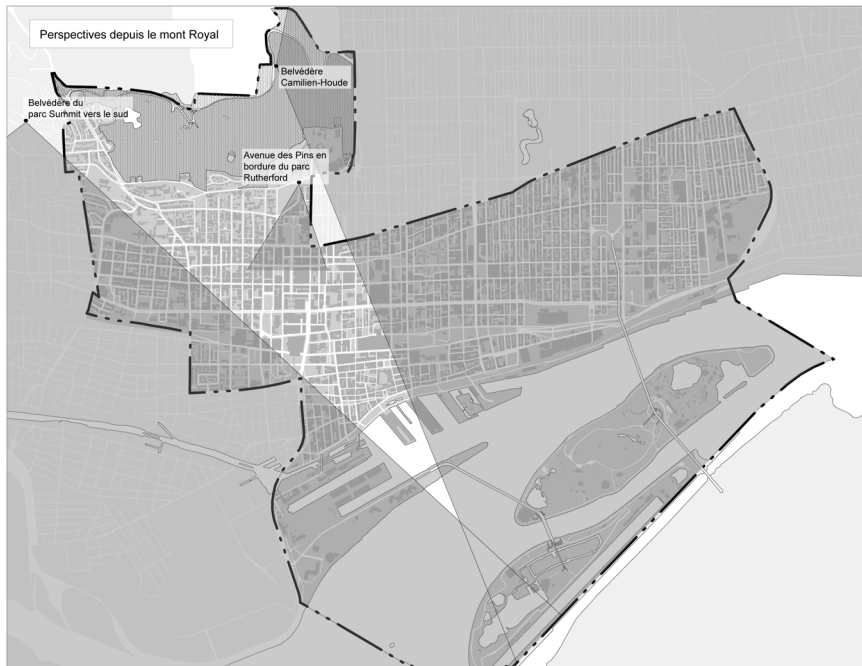 Perspectives depuis le mont Royal
Belvédère
Camilien-Houde
Belvédère du
parc Summit vers le sud
Avenue des Pins en
bordure du parc
Rutherford